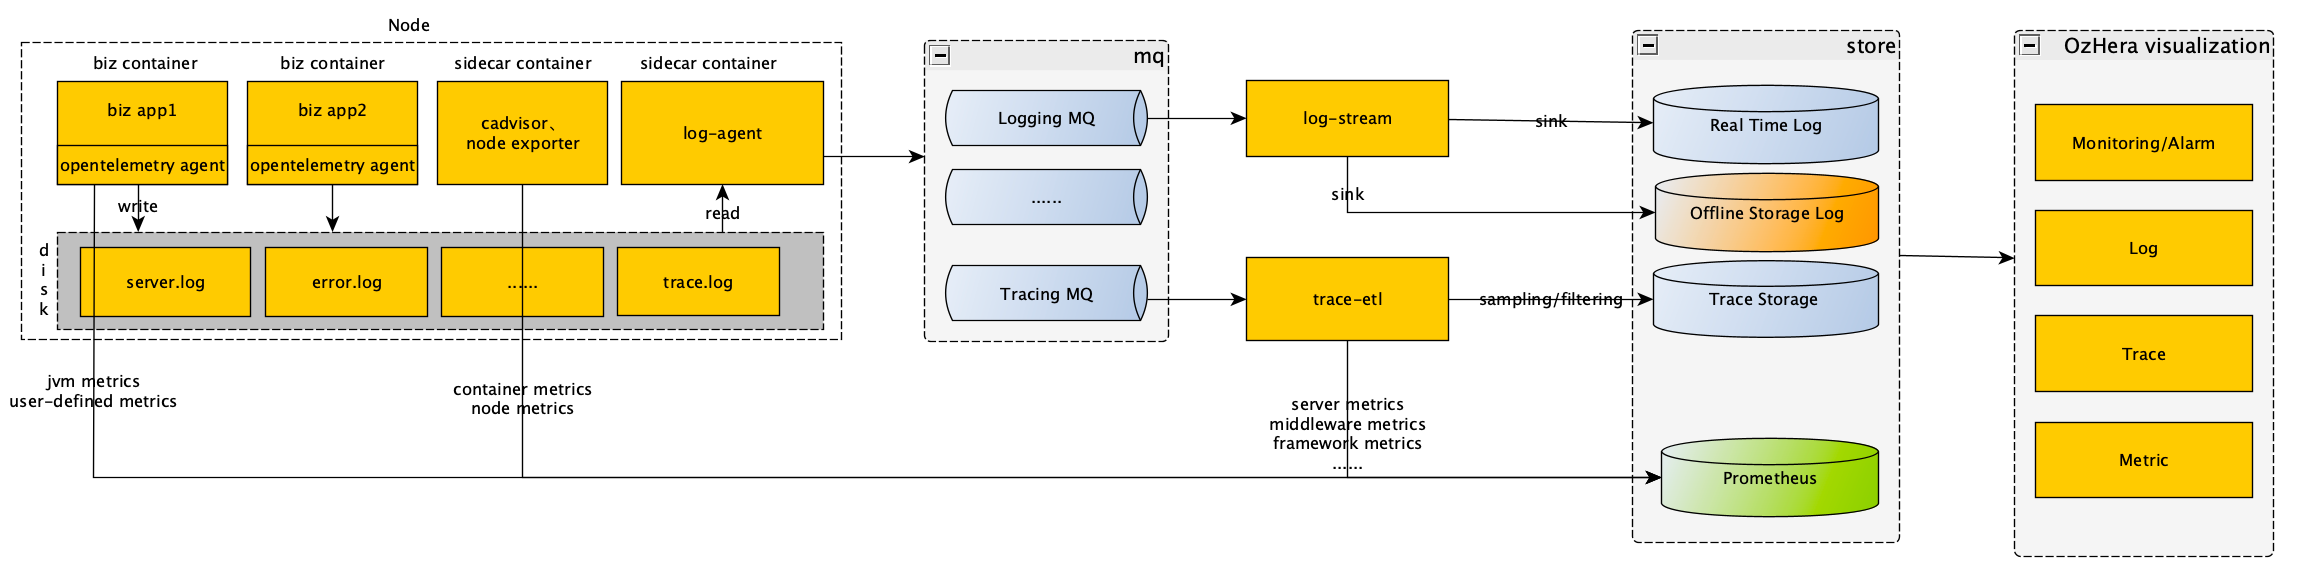 Node
biz container
biz container
sidecar container
sidecar container
biz app1
opentelemetry agent
biz app2
opentelemetry agent
cadvisor、
node exporter
log-agent
write
read
d
i
s
k
server.log
error.log
......
trace.log
jvm metrics
user-defined metrics
container metrics
node metrics
mq
Logging MQ
......
Tracing MQ
log-stream
sink
sink
trace-etl
sampling/filtering
server metrics
middleware metrics
framework metrics
......
store
Real Time Log
Offline Storage Log
Trace Storage
Prometheus
OzHera visualization
Monitoring/Alarm
Log
Trace
Metric